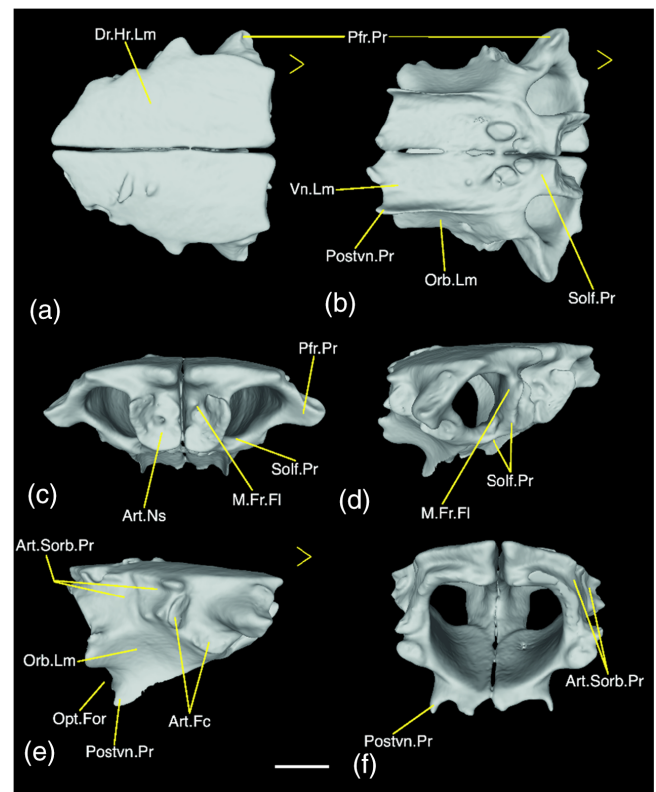 Dr.Hr.Lm
Pfr.Pr
Vn.Lm
Postvn.Pr
Orb.Lm
Solf.Pr
(a)
(b)
Pfr.Pr
Solf.Pr
M.Fr.Fl
Art.Ns
(c)
Solf.Pr
M.Fr.Fl
(d)
Art.Sorb.Pr
Orb.Lm
Opt.For
Art.Fc
Postvn.Pr
(e)
Art.Sorb.Pr
Postvn.Pr
(f)